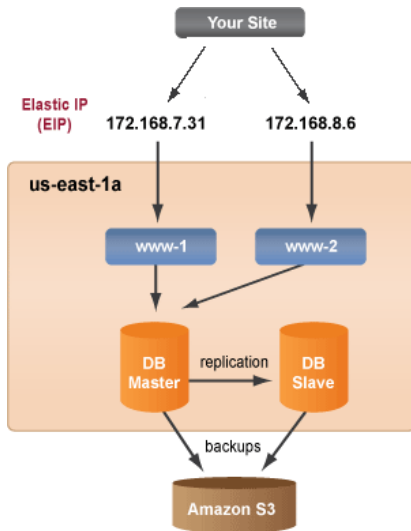 Your Site
Elastic IP
(EIP)
172.168.7.31
172.168.8.6
us-east-1a
www-1
www-2
DB
Master
replication
DB
Slave
backups
Amazon S3